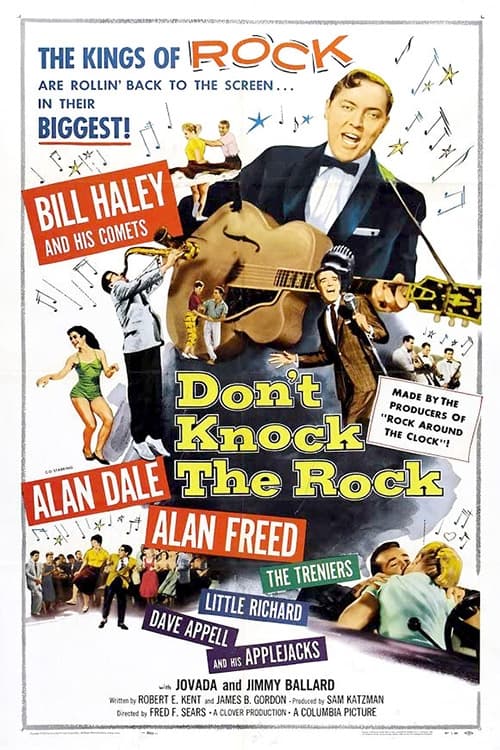 THE KINGS OF ROCK
ARE ROLLIN' BACK TO THE SCREEN...
IN THEIR
BIGGEST!
BILL HALEY
AND HIS COMETS
Don't
Knock
The Rock
MADE BY THE
PRODUCERS OF
"ROCK AROUND
THE CLOCK"!
CO-STARRING
ALAN DALE
ALAN FREED
THE TRENIERS
LITTLE RICHARD
DAVE APPELL
AND HIS APPLEJACKS
with JOVADA and JIMMY BALLARD
Written by ROBERT E. KENT and JAMES B. GORDON • Produced by SAM KATZMAN
Directed by FRED F. SEARS • A CLOVER PRODUCTION • A COLUMBIA PICTURE